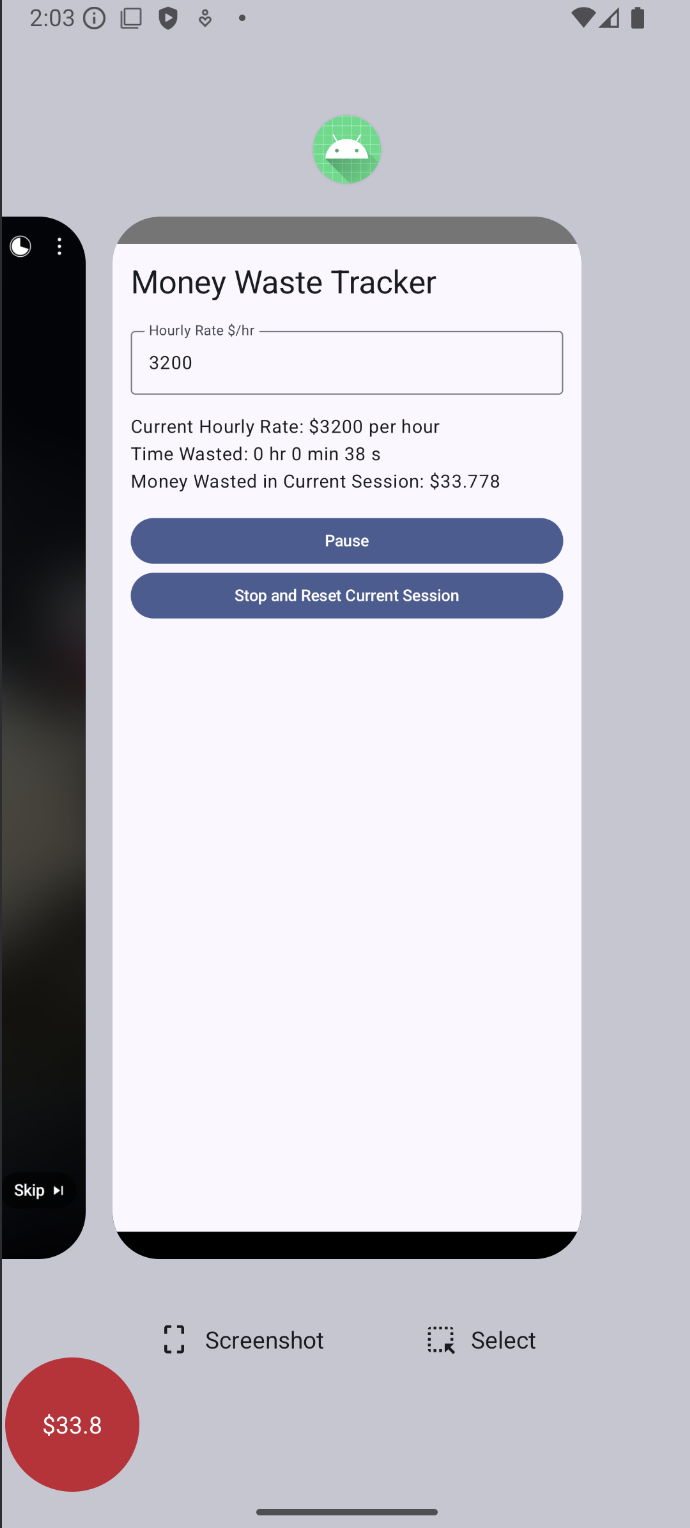 2:03
Money Waste Tracker
Hourly Rate $/hr
3200
Current Hourly Rate: $3200 per hour
Time Wasted: 0 hr 0 min 38 s
Money Wasted in Current Session: $33.778
Pause
Stop and Reset Current Session
Skip
Screenshot
Select
$33.8